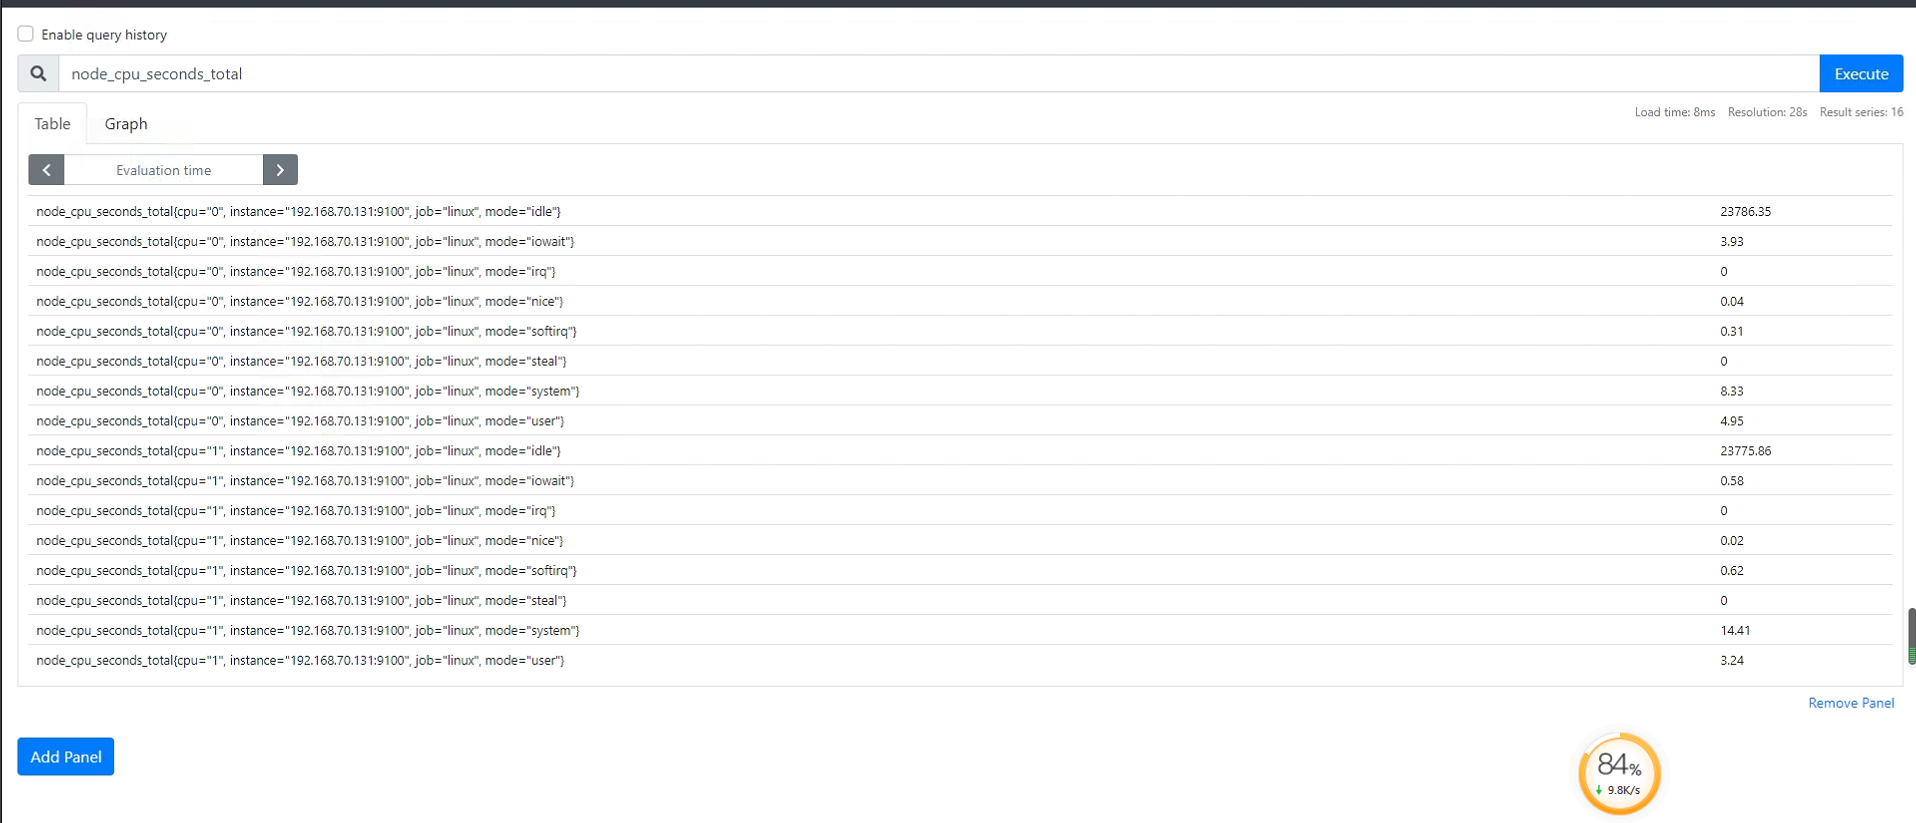 Enable query history
node_cpu_seconds_total
Execute
Table Graph
Load time: 8ms Resolution: 28s Result series: 16
Evaluation time
node_cpu_seconds_total{cpu="0", instance="192.168.70.131:9100", job="linux", mode="idle"} 23786.35
node_cpu_seconds_total{cpu="0", instance="192.168.70.131:9100", job="linux", mode="iowait"} 3.93
node_cpu_seconds_total{cpu="0", instance="192.168.70.131:9100", job="linux", mode="irq"} 0
node_cpu_seconds_total{cpu="0", instance="192.168.70.131:9100", job="linux", mode="nice"} 0.04
node_cpu_seconds_total{cpu="0", instance="192.168.70.131:9100", job="linux", mode="softirq"} 0.31
node_cpu_seconds_total{cpu="0", instance="192.168.70.131:9100", job="linux", mode="steal"} 0
node_cpu_seconds_total{cpu="0", instance="192.168.70.131:9100", job="linux", mode="system"} 8.33
node_cpu_seconds_total{cpu="0", instance="192.168.70.131:9100", job="linux", mode="user"} 4.95
node_cpu_seconds_total{cpu="1", instance="192.168.70.131:9100", job="linux", mode="idle"} 23775.86
node_cpu_seconds_total{cpu="1", instance="192.168.70.131:9100", job="linux", mode="iowait"} 0.58
node_cpu_seconds_total{cpu="1", instance="192.168.70.131:9100", job="linux", mode="irq"} 0
node_cpu_seconds_total{cpu="1", instance="192.168.70.131:9100", job="linux", mode="nice"} 0.02
node_cpu_seconds_total{cpu="1", instance="192.168.70.131:9100", job="linux", mode="softirq"} 0.62
node_cpu_seconds_total{cpu="1", instance="192.168.70.131:9100", job="linux", mode="steal"} 0
node_cpu_seconds_total{cpu="1", instance="192.168.70.131:9100", job="linux", mode="system"} 14.41
node_cpu_seconds_total{cpu="1", instance="192.168.70.131:9100", job="linux", mode="user"} 3.24
Remove Panel
Add Panel
84%
↓ 9.8K/s